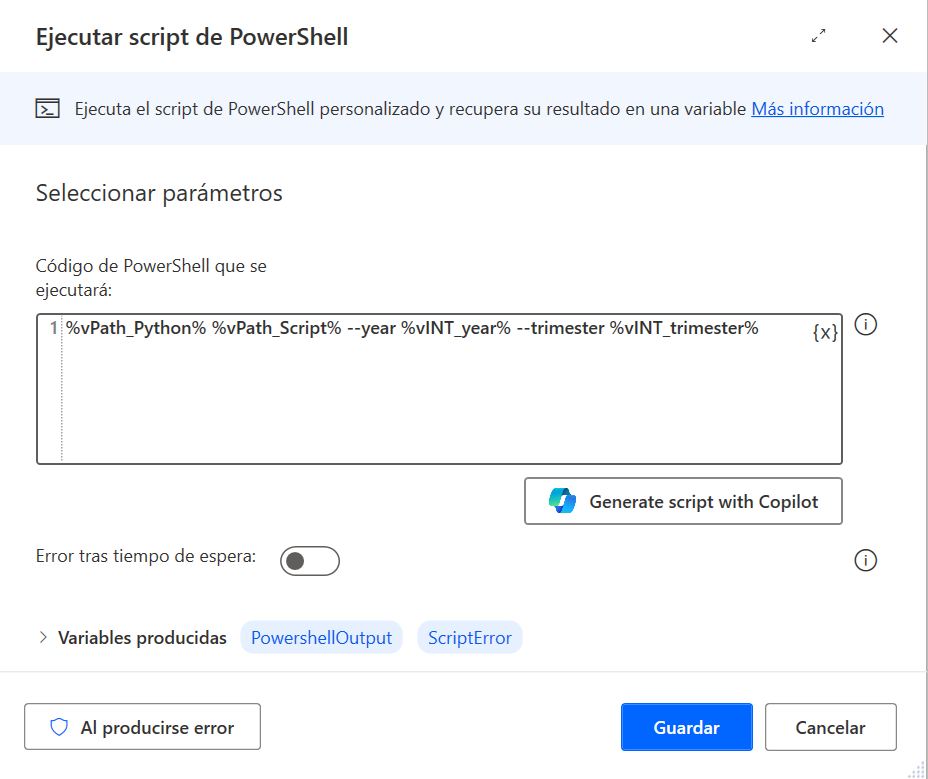 Ejecutar script de PowerShell
Ejecuta el script de PowerShell personalizado y recupera su resultado en una variable Más información
Seleccionar parámetros
Código de PowerShell que se
ejecutará:
1 %vPath_Python% %vPath_Script% --year %vINT_year% --trimester %vINT_trimester% {x}
Generate script with Copilot
Error tras tiempo de espera:
Variables producidas PowershellOutput ScriptError
Al producirse error Guardar Cancelar